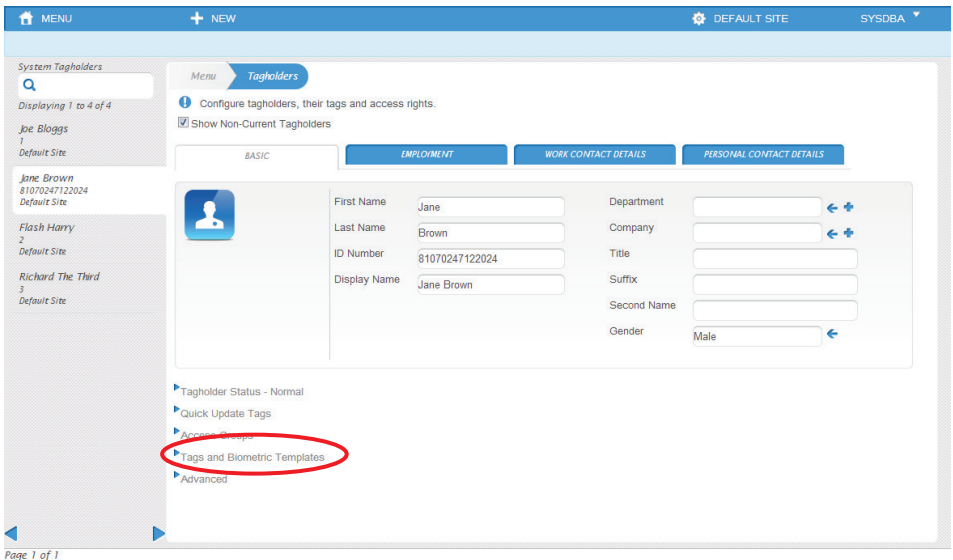 MENU
NEW
DEFAULT SITE
SYSDBA
System Tagholders
Displaying 1 to 4 of 4
Joe Bloggs
1
Default Site
Jane Brown
81070247122024
Default Site
Flash Harry
2
Default Site
Richard The Third
3
Default Site
Page 1 of 1
Menu
Tagholders
Configure tagholders, their tags and access rights.
Show Non-Current Tagholders
BASIC
EMPLOYMENT
WORK CONTACT DETAILS
PERSONAL CONTACT DETAILS
First Name
Jane
Last Name
Brown
ID Number
81070247122024
Display Name
Jane Brown
Department
Company
Title
Suffix
Second Name
Gender
Male
Tagholder Status - Normal
Quick Update Tags
Access Groups
Tags and Biometric Templates
Advanced